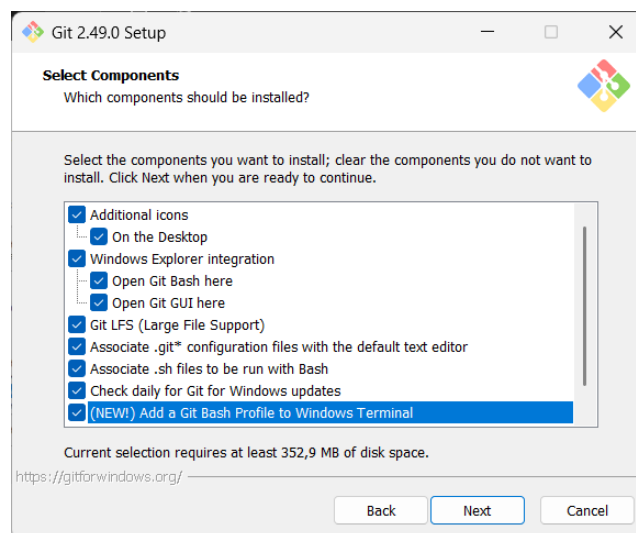 Git 2.49.0 Setup
Select Components
Which components should be installed?
Select the components you want to install; clear the components you do not want to
install. Click Next when you are ready to continue.
Additional icons
On the Desktop
Windows Explorer integration
Open Git Bash here
Open Git GUI here
Git LFS (Large File Support)
Associate .git* configuration files with the default text editor
Associate .sh files to be run with Bash
Check daily for Git for Windows updates
(NEW!) Add a Git Bash Profile to Windows Terminal
Current selection requires at least 352,9 MB of disk space.
https://gitforwindows.org/
Back
Next
Cancel